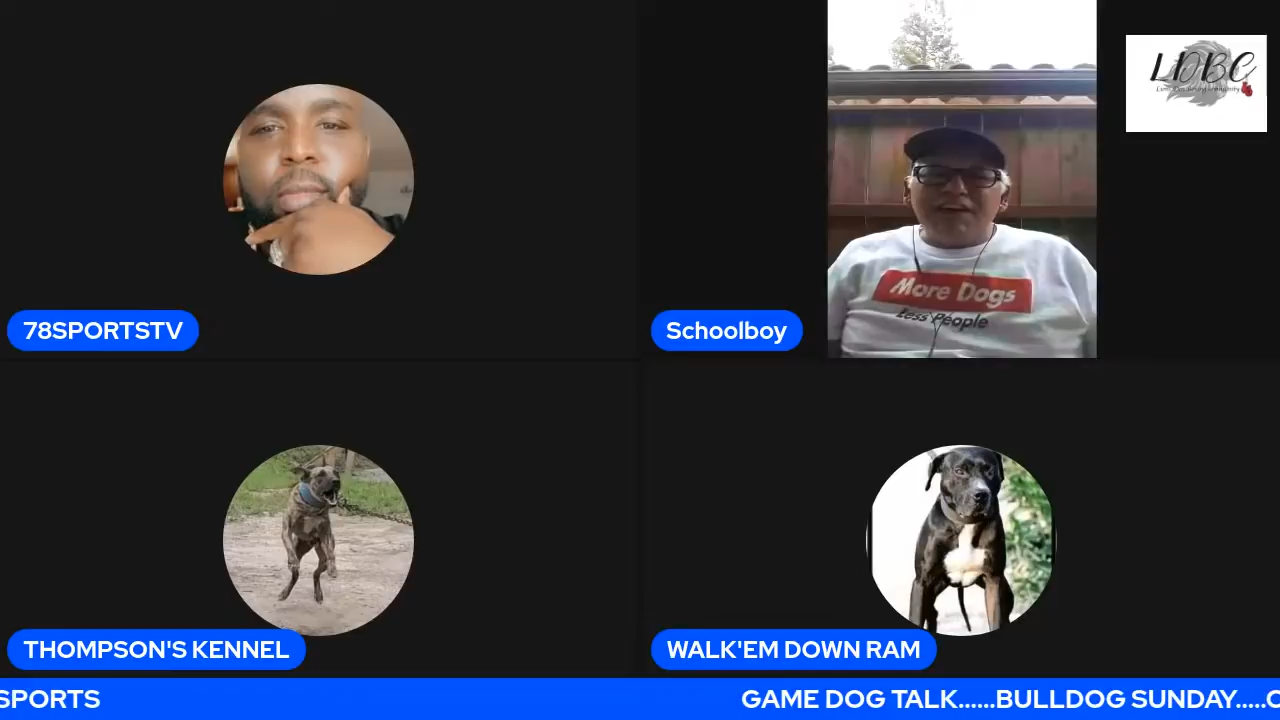 LDBC
More Dogs
Less People
78SPORTSTV
Schoolboy
THOMPSON'S KENNEL
WALK'EM DOWN RAM
SPORTS
GAME DOG TALK......BULLDOG SUNDAY.....C